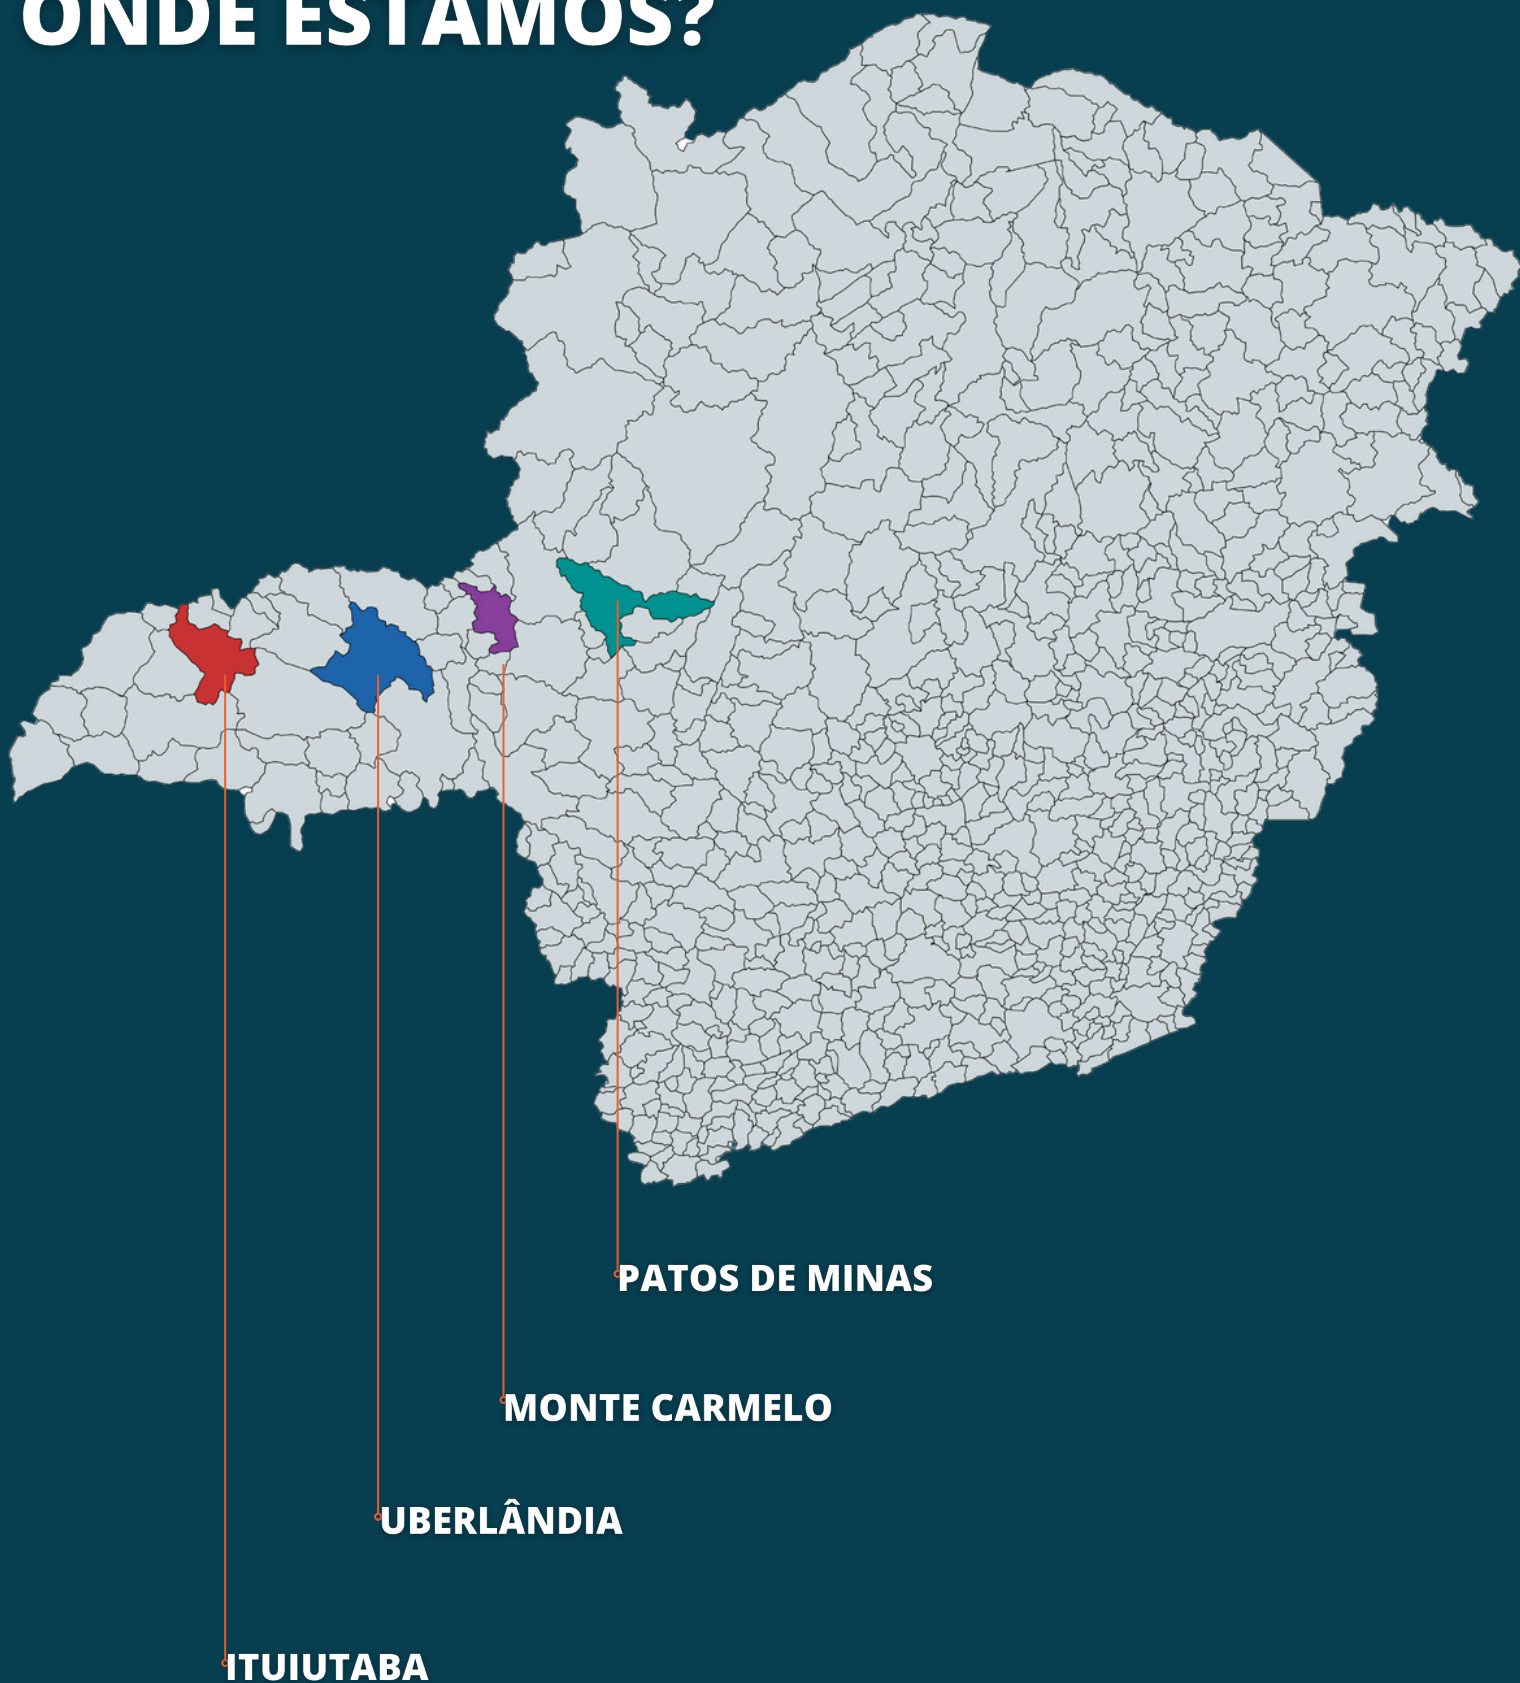 ONDE ESTAMOS?
PATOS DE MINAS
MONTE CARMELO
UBERLÂNDIA
ITUIUTABA